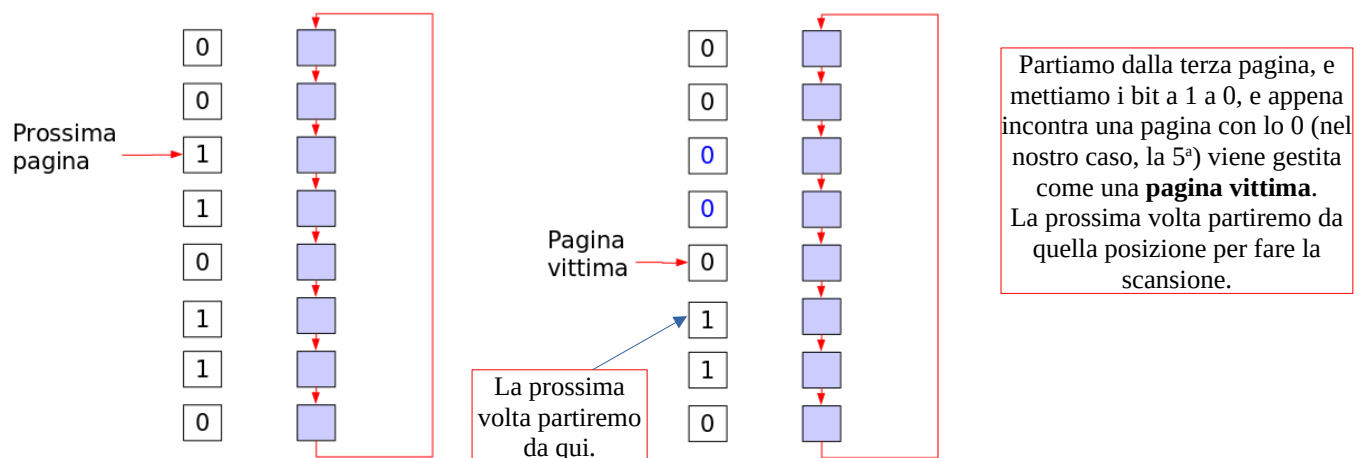 0
0
Prossima
pagina
1
1
0
1
1
0
0
0
0
0
Pagina
vittima
0
1
1
0
La prossima
volta partiremo
da qui.
Partiamo dalla terza pagina, e
mettiamo i bit a 1 a 0, e appena
incontra una pagina con lo 0 (nel
nostro caso, la 5ª) viene gestita
come una pagina vittima.
La prossima volta partiremo da
quella posizione per fare la
scansione.